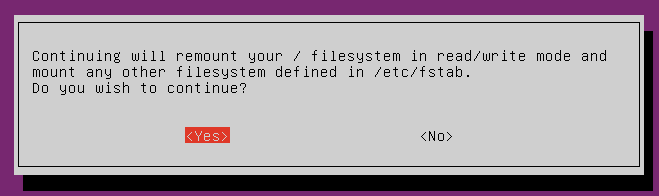 Continuing will remount your / filesystem in read/write mode and
mount any other filesystem defined in /etc/fstab.
Do you wish to continue?
<Yes> <No>